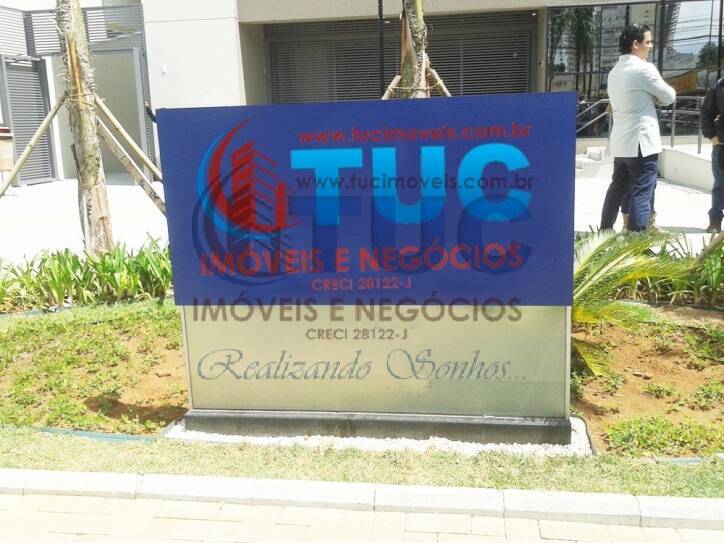 www.tucimoveis.com.br
TUC
www.tucimoveis.com.br
TUC
IMÓVEIS E NEGÓCIOS
CRECI 28122-J
IMÓVEIS E NEGÓCIOS
CRECI 28122-J
Realizando Sonhos...